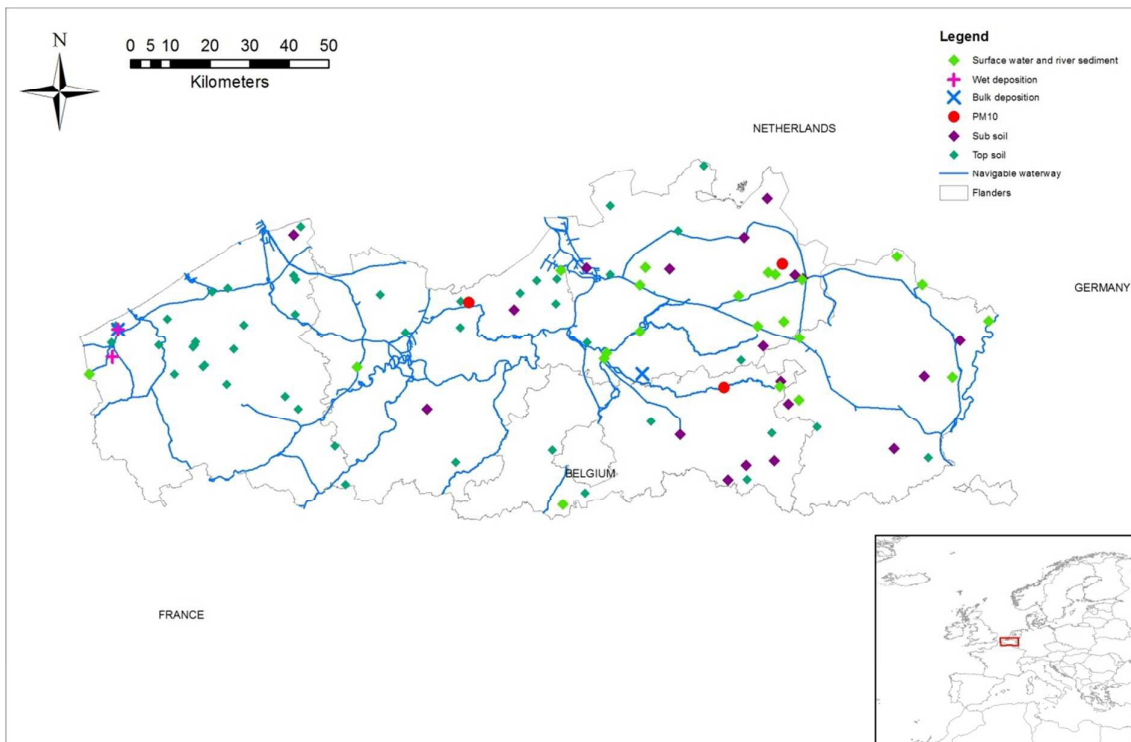 N
0 5 10 20 30 40 50
Kilometers
Legend
Surface water and river sediment
Wet deposition
Bulk deposition
PM10
Sub soil
Top soil
Navigable waterway
Flanders
NETHERLANDS
GERMANY
BELGIUM
FRANCE